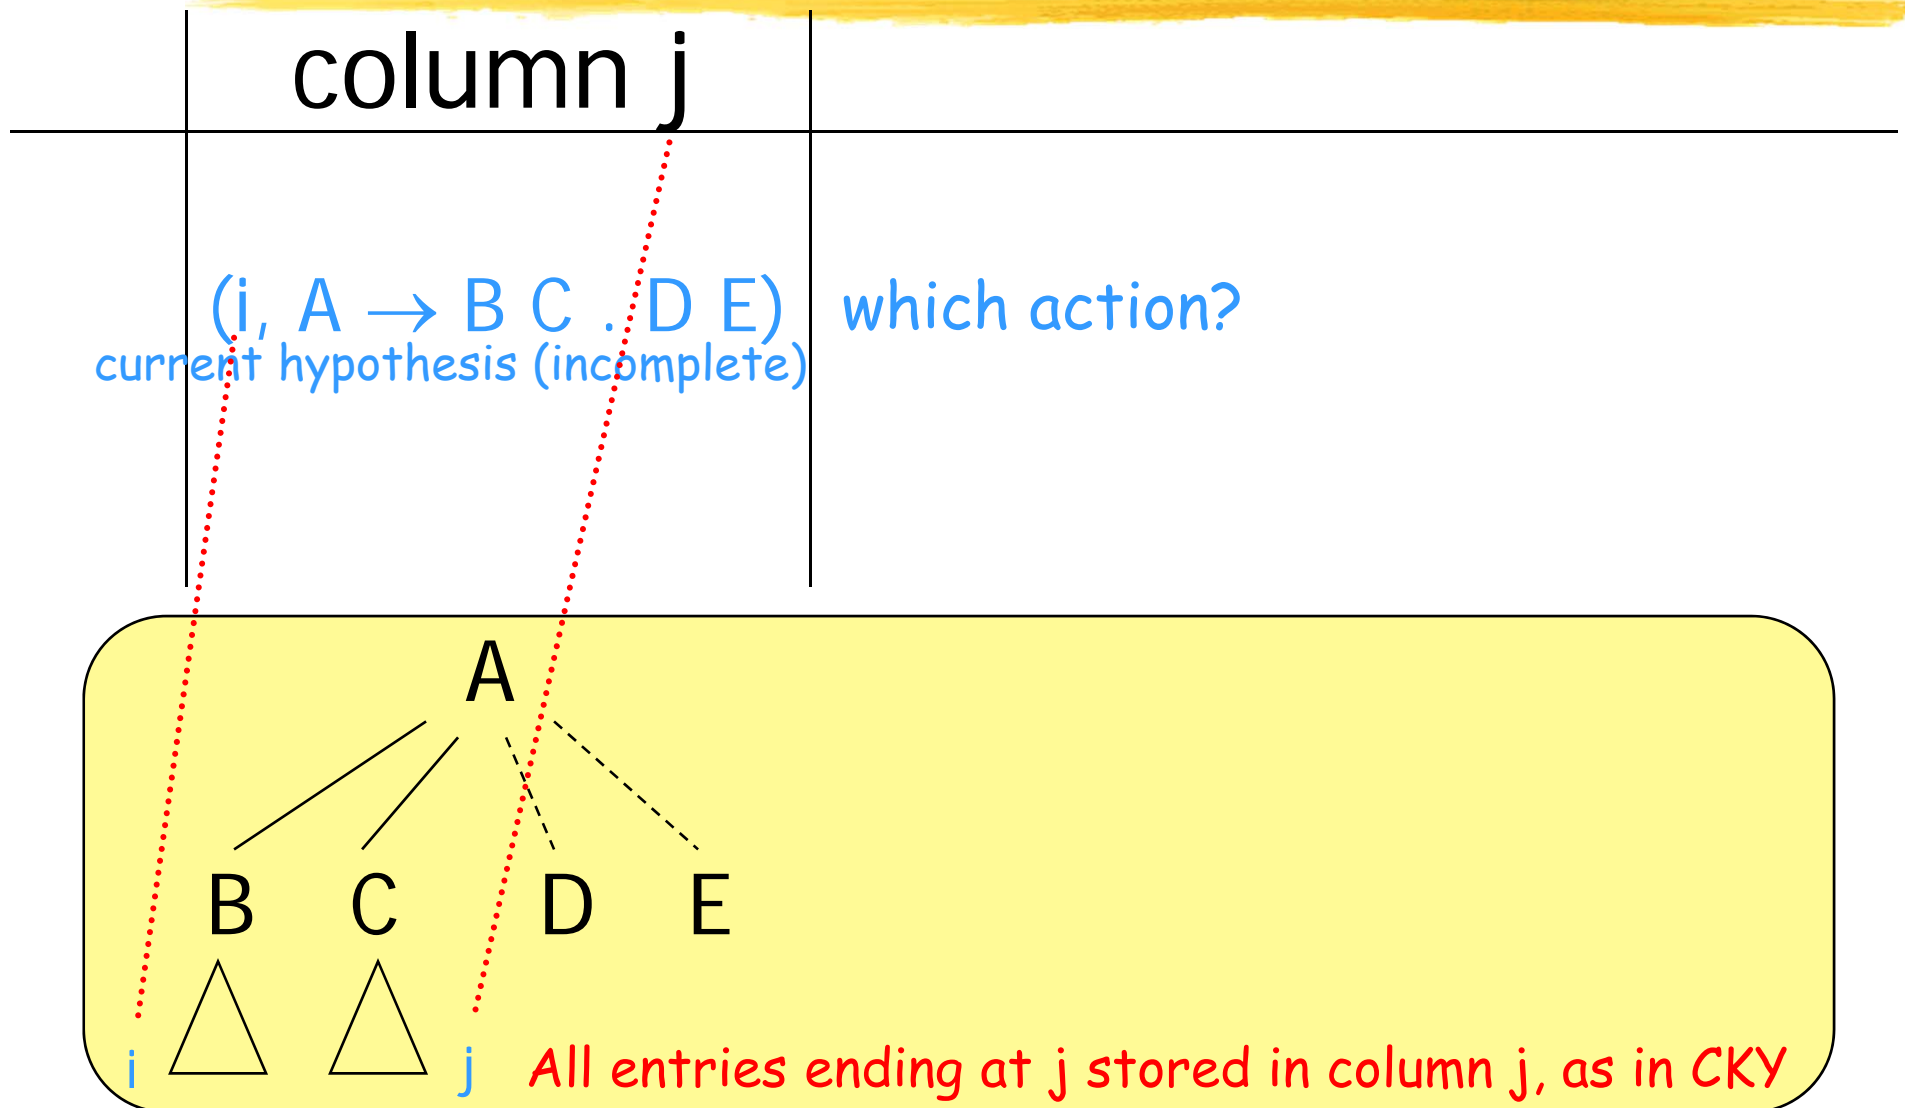 column j
(i, A → B C . D E) which action?
current hypothesis (incomplete)
A
B C D E
i j All entries ending at j stored in column j, as in CKY